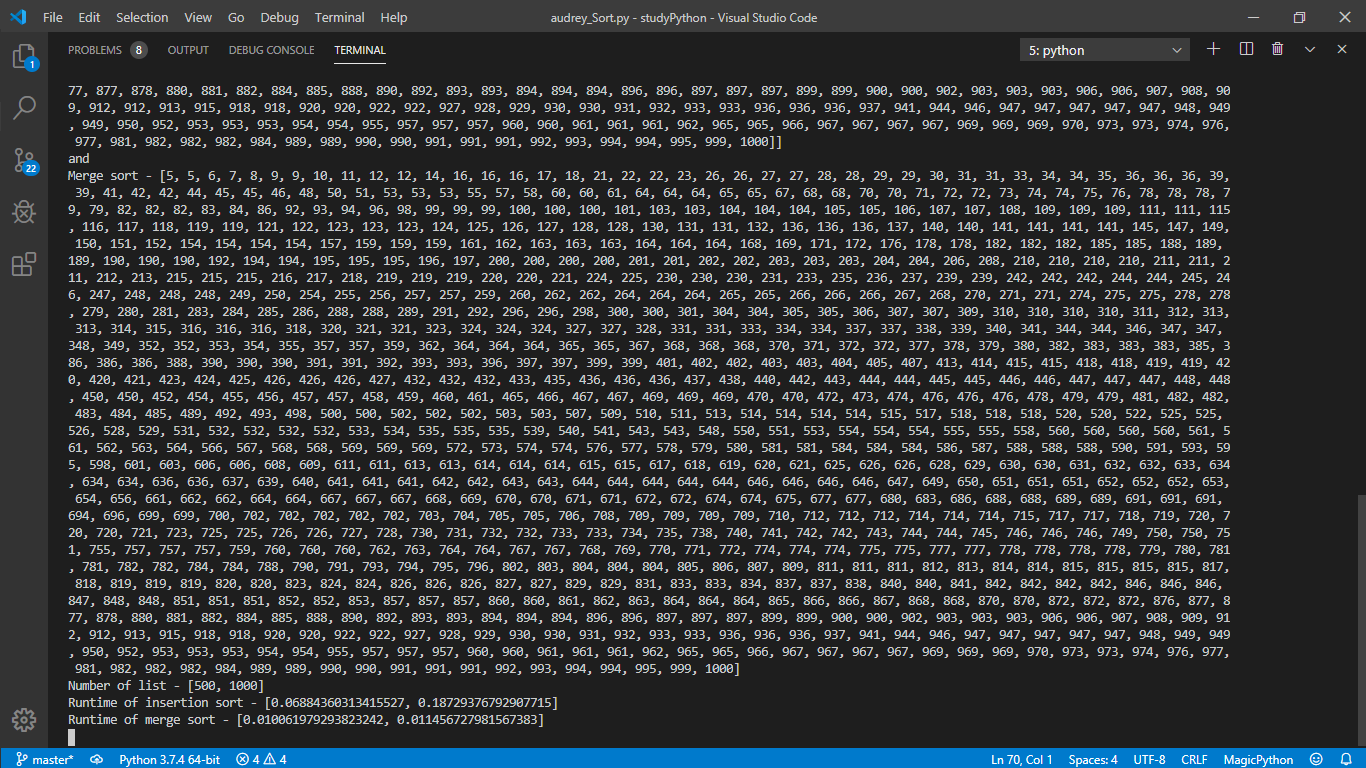 File Edit Selection View Go Debug Terminal Help
audrey_Sort.py - studyPython - Visual Studio Code
PROBLEMS 8 OUTPUT DEBUG CONSOLE TERMINAL
5: python
1
22
77, 877, 878, 880, 881, 882, 884, 885, 888, 890, 892, 893, 893, 894, 894, 894, 896, 896, 897, 897, 897, 899, 899, 900, 900, 902, 903, 903, 903, 906, 906, 907, 908, 90
9, 912, 912, 913, 915, 918, 918, 920, 920, 922, 922, 927, 928, 929, 930, 930, 931, 932, 933, 933, 936, 936, 936, 937, 941, 944, 946, 947, 947, 947, 947, 947, 948, 949
, 949, 950, 952, 953, 953, 953, 954, 954, 955, 957, 957, 957, 960, 960, 961, 961, 961, 962, 965, 965, 966, 967, 967, 967, 967, 969, 969, 969, 970, 973, 973, 974, 976,
977, 981, 982, 982, 982, 984, 989, 989, 990, 990, 991, 991, 991, 992, 993, 994, 994, 995, 999, 1000]]
and
Merge sort - [5, 5, 6, 7, 8, 9, 9, 10, 11, 12, 12, 14, 16, 16, 16, 17, 18, 21, 22, 22, 23, 26, 26, 27, 27, 28, 28, 29, 29, 30, 31, 31, 33, 34, 34, 35, 36, 36, 36, 39,
39, 41, 42, 42, 44, 45, 45, 46, 48, 50, 51, 53, 53, 53, 55, 57, 58, 60, 60, 61, 64, 64, 64, 65, 65, 67, 68, 68, 70, 70, 71, 72, 72, 73, 74, 74, 75, 76, 78, 78, 78, 7
9, 79, 82, 82, 82, 83, 84, 86, 92, 93, 94, 96, 98, 99, 99, 99, 100, 100, 100, 101, 103, 103, 104, 104, 104, 105, 105, 106, 107, 107, 108, 109, 109, 109, 111, 111, 115
, 116, 117, 118, 119, 119, 121, 122, 123, 123, 123, 124, 125, 126, 127, 128, 128, 130, 131, 131, 132, 136, 136, 136, 137, 140, 140, 141, 141, 141, 141, 145, 147, 149,
150, 151, 152, 154, 154, 154, 154, 157, 159, 159, 159, 161, 162, 163, 163, 163, 164, 164, 164, 168, 169, 171, 172, 176, 178, 178, 182, 182, 182, 185, 185, 188, 189,
189, 190, 190, 190, 192, 194, 194, 195, 195, 195, 196, 197, 200, 200, 200, 200, 201, 201, 202, 202, 203, 203, 203, 204, 204, 206, 208, 210, 210, 210, 210, 211, 211, 2
11, 212, 213, 215, 215, 215, 216, 217, 218, 219, 219, 219, 220, 220, 221, 224, 225, 230, 230, 230, 231, 233, 235, 236, 237, 239, 239, 242, 242, 242, 244, 244, 245, 24
6, 247, 248, 248, 248, 249, 250, 254, 255, 256, 257, 257, 259, 260, 262, 262, 264, 264, 264, 265, 265, 266, 266, 266, 267, 268, 270, 271, 271, 274, 275, 275, 278, 278
, 279, 280, 281, 283, 284, 285, 286, 288, 288, 289, 291, 292, 296, 296, 298, 300, 300, 301, 304, 304, 305, 305, 306, 307, 307, 309, 310, 310, 310, 310, 311, 312, 313,
313, 314, 315, 316, 316, 316, 318, 320, 321, 321, 323, 324, 324, 324, 327, 327, 328, 331, 331, 333, 334, 334, 337, 337, 338, 339, 340, 341, 344, 344, 346, 347, 347,
348, 349, 352, 352, 353, 354, 355, 357, 357, 359, 362, 364, 364, 364, 365, 365, 367, 368, 368, 368, 370, 371, 372, 372, 377, 378, 379, 380, 382, 383, 383, 383, 385, 3
86, 386, 386, 388, 390, 390, 390, 391, 391, 392, 393, 393, 396, 397, 397, 399, 399, 401, 402, 402, 403, 403, 404, 405, 407, 413, 414, 415, 415, 418, 418, 419, 419, 42
0, 420, 421, 423, 424, 425, 426, 426, 426, 427, 432, 432, 432, 433, 435, 436, 436, 436, 437, 438, 440, 442, 443, 444, 444, 445, 445, 446, 446, 447, 447, 447, 448, 448
, 450, 450, 452, 454, 455, 456, 457, 457, 458, 459, 460, 461, 465, 466, 467, 467, 469, 469, 469, 470, 470, 472, 473, 474, 476, 476, 476, 478, 479, 479, 481, 482, 482,
483, 484, 485, 489, 492, 493, 498, 500, 500, 502, 502, 502, 503, 503, 507, 509, 510, 511, 513, 514, 514, 514, 514, 515, 517, 518, 518, 518, 520, 520, 522, 525, 525,
526, 528, 529, 531, 532, 532, 532, 532, 533, 534, 535, 535, 535, 539, 540, 541, 543, 543, 548, 550, 551, 553, 554, 554, 554, 555, 555, 558, 560, 560, 560, 560, 561, 5
61, 562, 563, 564, 566, 567, 568, 568, 569, 569, 569, 572, 573, 574, 574, 576, 577, 578, 579, 580, 581, 581, 584, 584, 584, 586, 587, 588, 588, 588, 590, 591, 593, 59
5, 598, 601, 603, 606, 606, 608, 609, 611, 611, 613, 613, 614, 614, 614, 615, 615, 617, 618, 619, 620, 621, 625, 626, 626, 628, 629, 630, 630, 631, 632, 632, 633, 634
, 634, 634, 636, 636, 637, 639, 640, 641, 641, 641, 642, 642, 643, 643, 644, 644, 644, 644, 646, 646, 646, 646, 647, 649, 650, 651, 651, 651, 652, 652, 652, 653,
654, 656, 661, 662, 662, 664, 664, 667, 667, 667, 668, 669, 670, 670, 671, 671, 672, 672, 674, 674, 675, 677, 677, 680, 683, 686, 688, 688, 689, 689, 691, 691, 691,
694, 696, 699, 699, 700, 702, 702, 702, 702, 702, 703, 704, 705, 705, 706, 708, 709, 709, 709, 709, 710, 712, 712, 712, 714, 714, 714, 715, 717, 717, 718, 719, 720, 7
20, 720, 721, 723, 725, 725, 726, 726, 727, 728, 730, 731, 732, 732, 733, 733, 734, 735, 738, 740, 741, 742, 742, 743, 744, 744, 745, 746, 746, 746, 749, 750, 750, 75
1, 755, 757, 757, 757, 759, 760, 760, 760, 762, 763, 764, 764, 767, 767, 768, 769, 770, 771, 772, 774, 774, 774, 775, 775, 777, 777, 778, 778, 778, 778, 779, 780, 781
, 781, 782, 782, 784, 784, 788, 790, 791, 793, 794, 795, 796, 802, 803, 804, 804, 804, 805, 806, 807, 809, 811, 811, 811, 812, 813, 814, 814, 815, 815, 815, 815, 817,
818, 819, 819, 819, 820, 820, 823, 824, 824, 826, 826, 826, 827, 827, 829, 829, 831, 833, 833, 834, 837, 837, 838, 840, 840, 841, 842, 842, 842, 842, 846, 846, 846,
847, 848, 848, 851, 851, 851, 852, 852, 853, 857, 857, 857, 860, 860, 861, 862, 863, 864, 864, 864, 865, 866, 866, 867, 868, 868, 870, 870, 872, 872, 872, 876, 877, 8
77, 878, 880, 881, 882, 884, 885, 888, 890, 892, 893, 893, 894, 894, 894, 896, 896, 897, 897, 897, 899, 899, 900, 900, 902, 903, 903, 903, 906, 906, 907, 908, 909, 91
2, 912, 913, 915, 918, 918, 920, 920, 922, 922, 927, 928, 929, 930, 930, 931, 932, 933, 933, 936, 936, 936, 937, 941, 944, 946, 947, 947, 947, 947, 947, 948, 949, 949
, 950, 952, 953, 953, 953, 954, 954, 955, 957, 957, 957, 960, 960, 961, 961, 961, 962, 965, 965, 966, 967, 967, 967, 967, 969, 969, 969, 970, 973, 973, 974, 976, 977,
981, 982, 982, 982, 984, 989, 989, 990, 990, 991, 991, 991, 992, 993, 994, 994, 995, 999, 1000]
Number of list - [500, 1000]
Runtime of insertion sort - [0.06884360313415527, 0.18729376792907715]
Runtime of merge sort - [0.010061979293823242, 0.011456727981567383]
master* Python 3.7.4 64-bit 4 4 Ln 70, Col 1 Spaces: 4 UTF-8 CRLF MagicPython